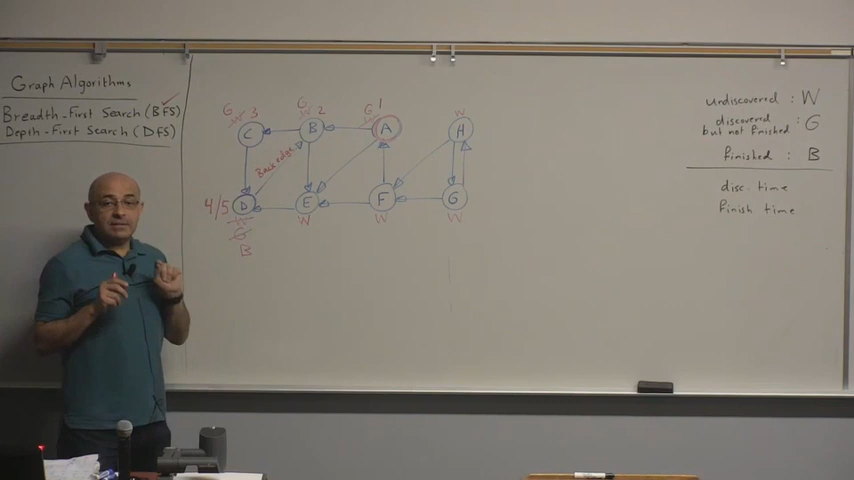 Graph Algorithms
Breadth-First Search (BFS)
Depth-First Search (DFS)
G W 3
G W 2
G 1
W
C
B
A
H
Back edge
4/5
D
E
F
G
W
W
W
W
G
B
undiscovered : W
discovered
but not finished : G
finished : B
disc. time
Finish time